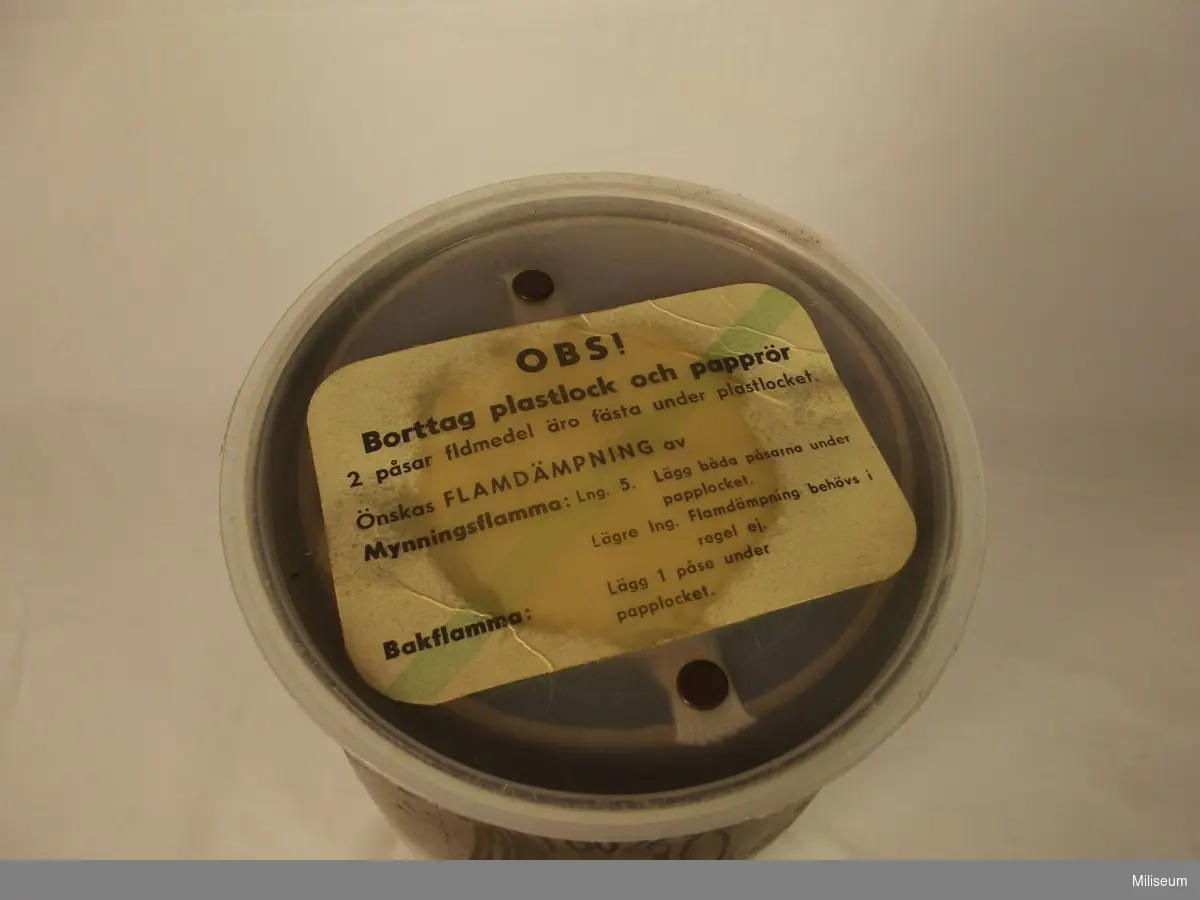 OBS!
Borttag plastlock och papprör
2 påsar fldmedel äro fästa under plastlocket.
Önskas FLAMDÄMPNING av
Mynningsflamma: Lng. 5. Lägg båda påsarna under
papplocket.
Lägre lng. Flamdämpning behövs i
regel ej.
Bakflamma: Lägg 1 påse under
papplocket.
Miliseum